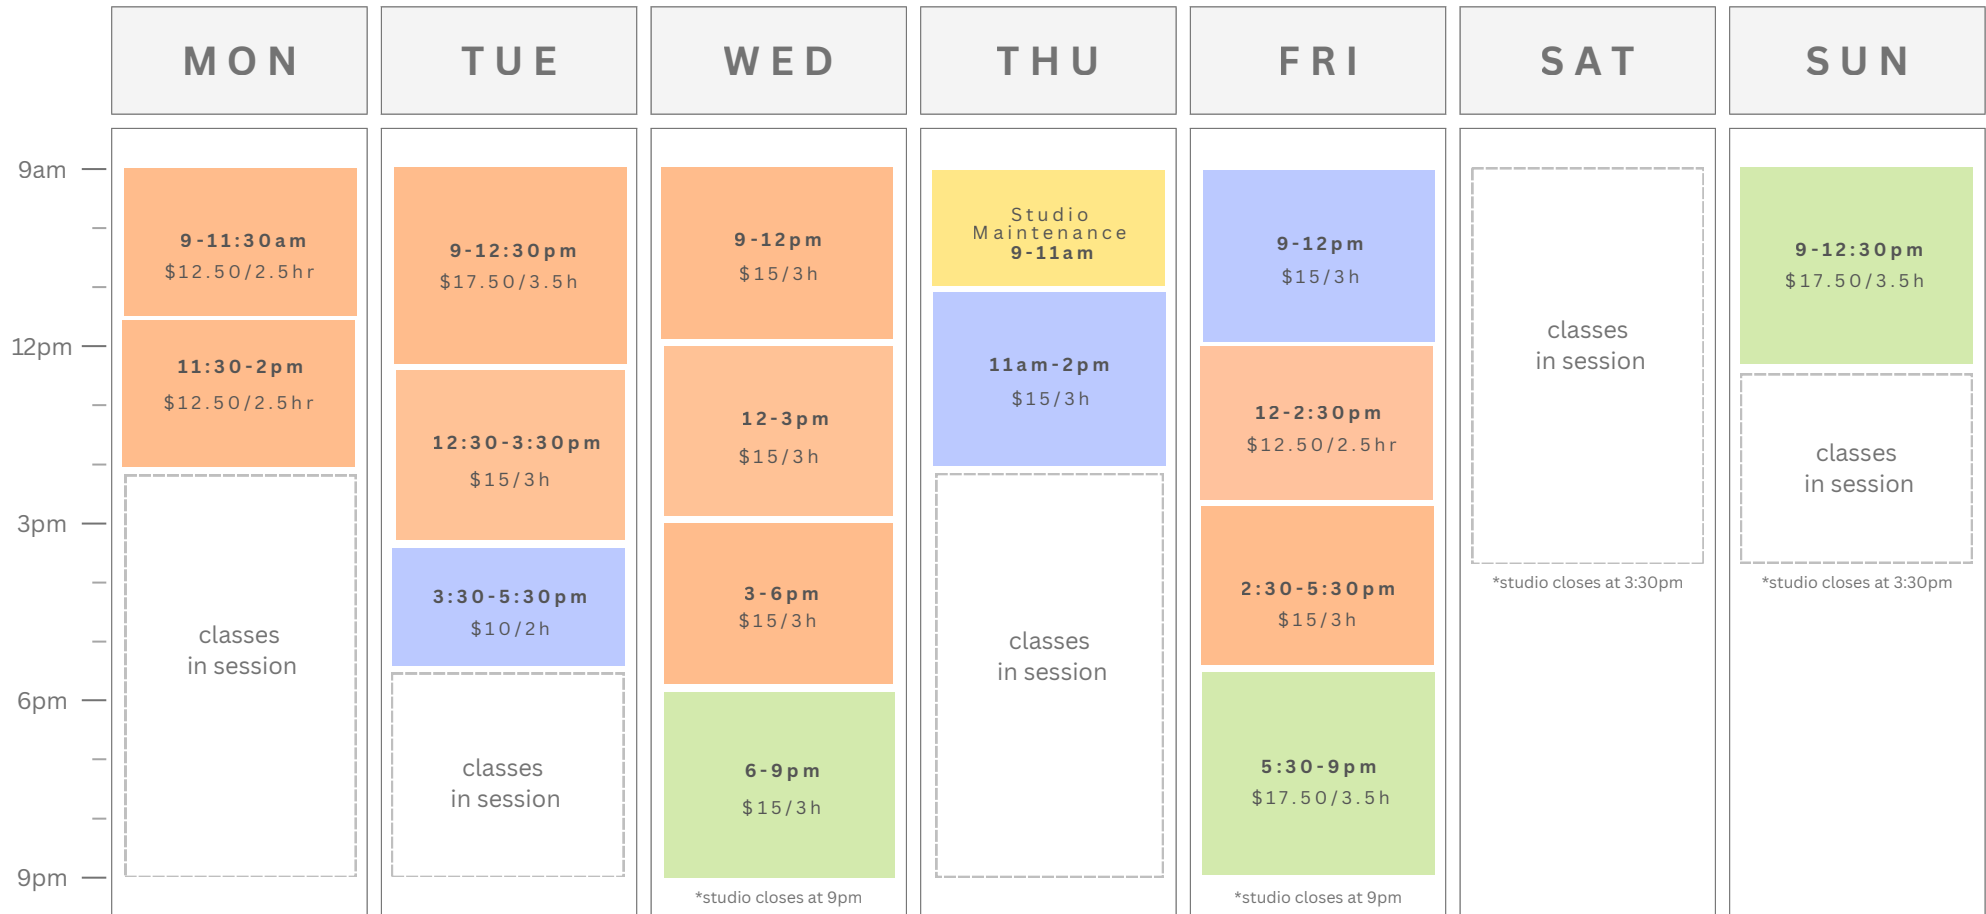 MON
TUE
WED
THU
FRI
SAT
SUN
9am
12pm
3pm
6pm
9pm
9-11:30am
$12.50/2.5hr
11:30-2pm
$12.50/2.5hr
classes
in session
9-12:30pm
$17.50/3.5h
12:30-3:30pm
$15/3h
3:30-5:30pm
$10/2h
classes
in session
9-12pm
$15/3h
12-3pm
$15/3h
3-6pm
$15/3h
6-9pm
$15/3h
*studio closes at 9pm
Studio
Maintenance
9-11am
11am-2pm
$15/3h
classes
in session
9-12pm
$15/3h
12-2:30pm
$12.50/2.5hr
2:30-5:30pm
$15/3h
5:30-9pm
$17.50/3.5h
*studio closes at 9pm
classes
in session
*studio closes at 3:30pm
9-12:30pm
$17.50/3.5h
classes
in session
*studio closes at 3:30pm